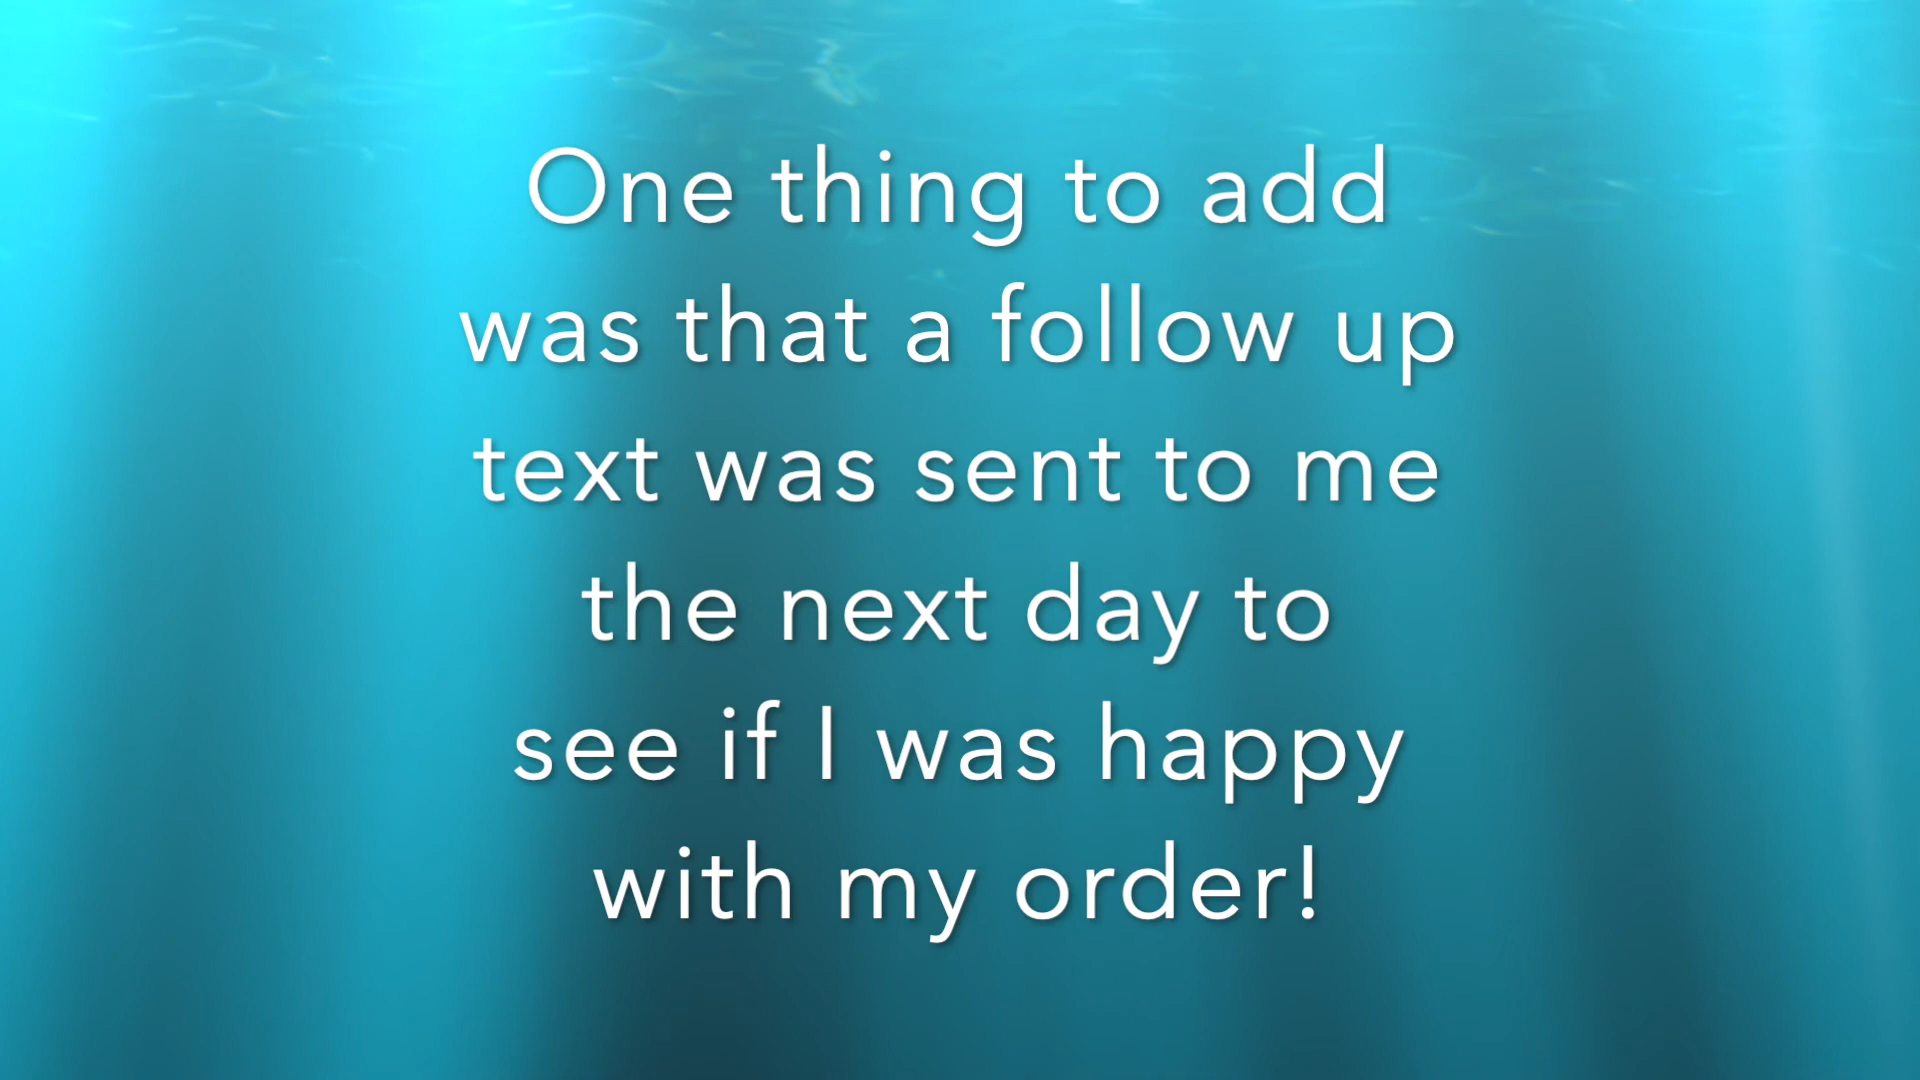 One thing to add
was that a follow up
text was sent to me
the next day to
see if I was happy
with my order!